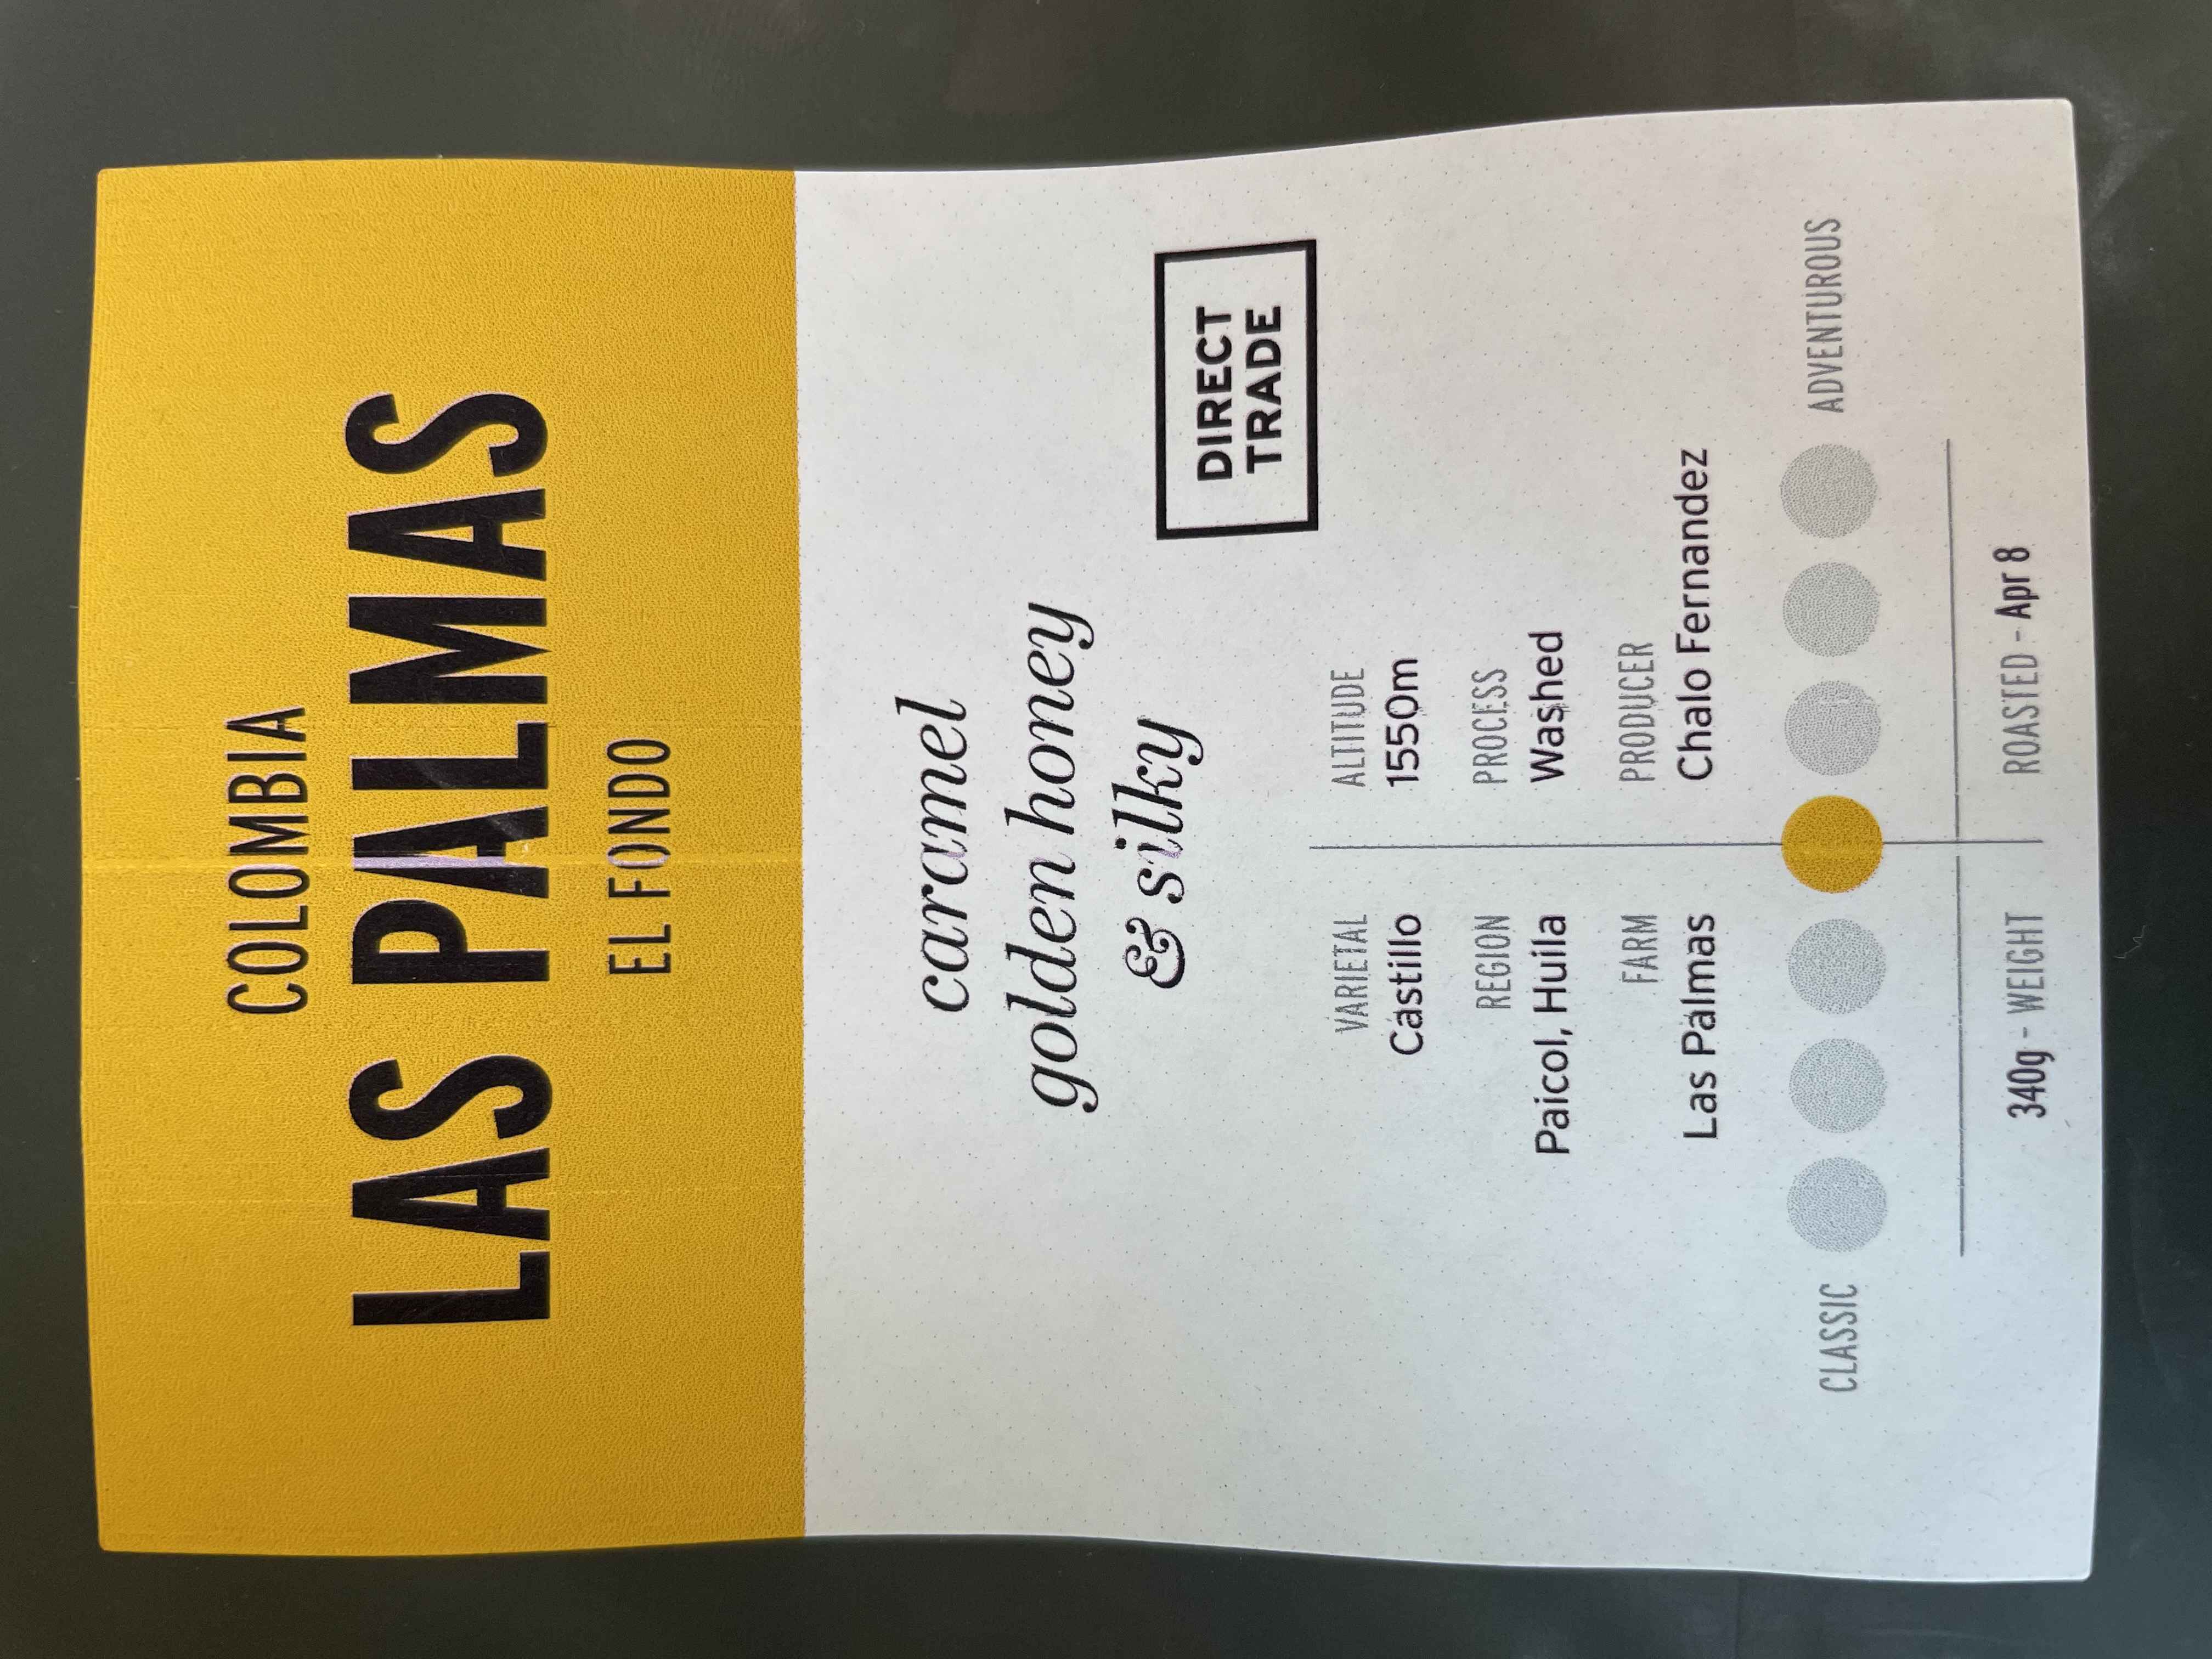 COLOMBIA
LAS PALMAS
EL FONDO
caramel
golden honey
& silky
DIRECT
TRADE
VARIETAL
Castillo
ALTITUDE
1550m
REGION
Paicol, Huila
PROCESS
Washed
FARM
Las Palmas
PRODUCER
Chalo Fernandez
CLASSIC
ADVENTUROUS
340g - WEIGHT
ROASTED - Apr 8